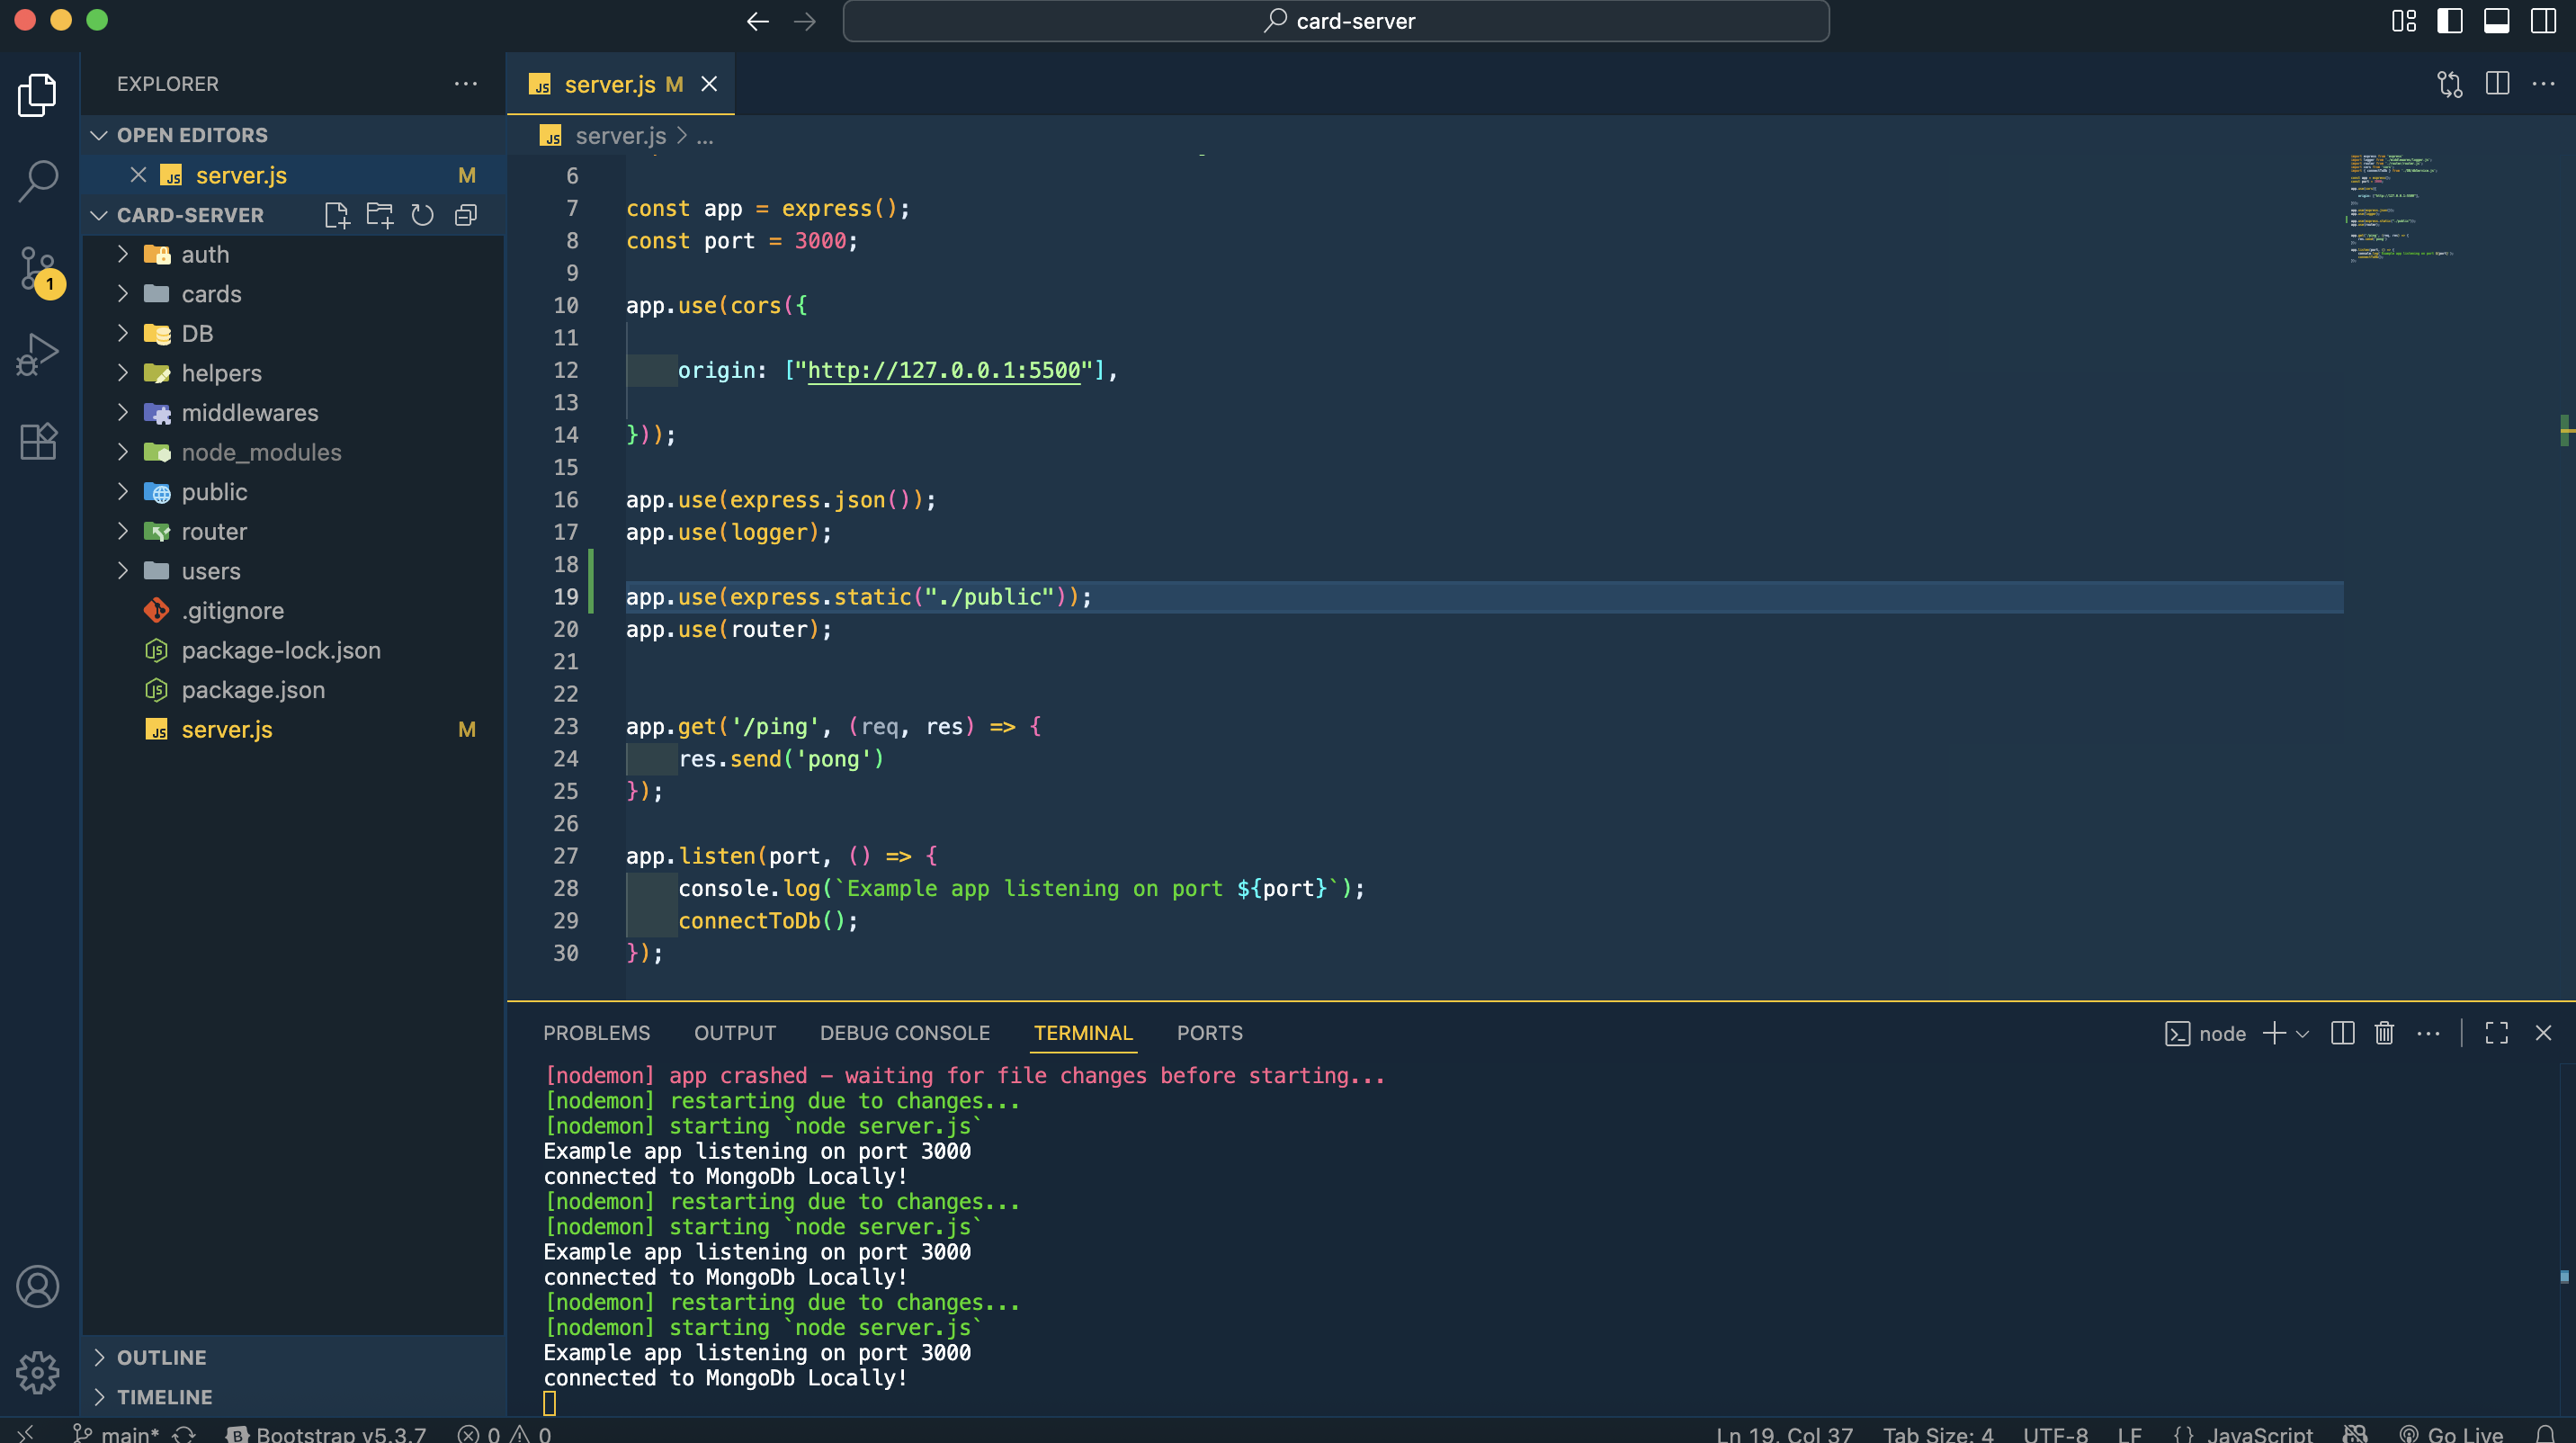 card-server
EXPLORER
OPEN EDITORS
server.js M
CARD-SERVER
auth
cards
DB
helpers
middlewares
node_modules
public
router
users
.gitignore
package-lock.json
package.json
server.js M
OUTLINE
TIMELINE
1
server.js M
server.js > ...
6
7 const app = express();
8 const port = 3000;
9
10 app.use(cors({
11
12 origin: ["http://127.0.0.1:5500"],
13
14 }));
15
16 app.use(express.json());
17 app.use(logger);
18
19 app.use(express.static("./public"));
20 app.use(router);
21
22
23 app.get('/ping', (req, res) => {
24 res.send('pong')
25 });
26
27 app.listen(port, () => {
28 console.log(`Example app listening on port ${port}`);
29 connectToDb();
30 });
PROBLEMS OUTPUT DEBUG CONSOLE TERMINAL PORTS
node
[nodemon] app crashed - waiting for file changes before starting...
[nodemon] restarting due to changes...
[nodemon] starting `node server.js`
Example app listening on port 3000
connected to MongoDb Locally!
[nodemon] restarting due to changes...
[nodemon] starting `node server.js`
Example app listening on port 3000
connected to MongoDb Locally!
[nodemon] restarting due to changes...
[nodemon] starting `node server.js`
Example app listening on port 3000
connected to MongoDb Locally!
main* Bootstrap v5.3.7 0 0 Ln 19, Col 37 Tab Size: 4 UTF-8 LF {} JavaScript Go Live